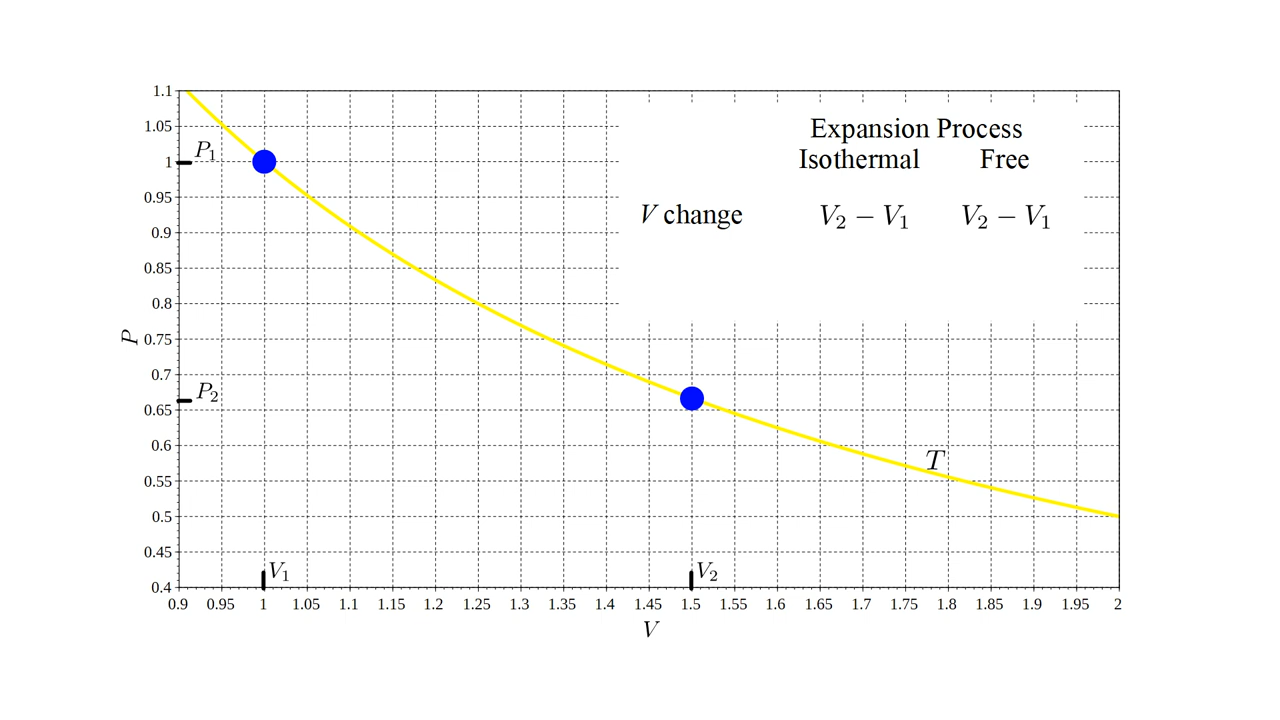 Expansion Process
Isothermal Free
V change V₂ − V₁ V₂ − V₁
1.1
1.05
1
0.95
0.9
0.85
0.8
0.75
0.7
0.65
0.6
0.55
0.5
0.45
0.4
P
P₁
P₂
T
V₁
V₂
0.9 0.95 1 1.05 1.1 1.15 1.2 1.25 1.3 1.35 1.4 1.45 1.5 1.55 1.6 1.65 1.7 1.75 1.8 1.85 1.9 1.95 2
V